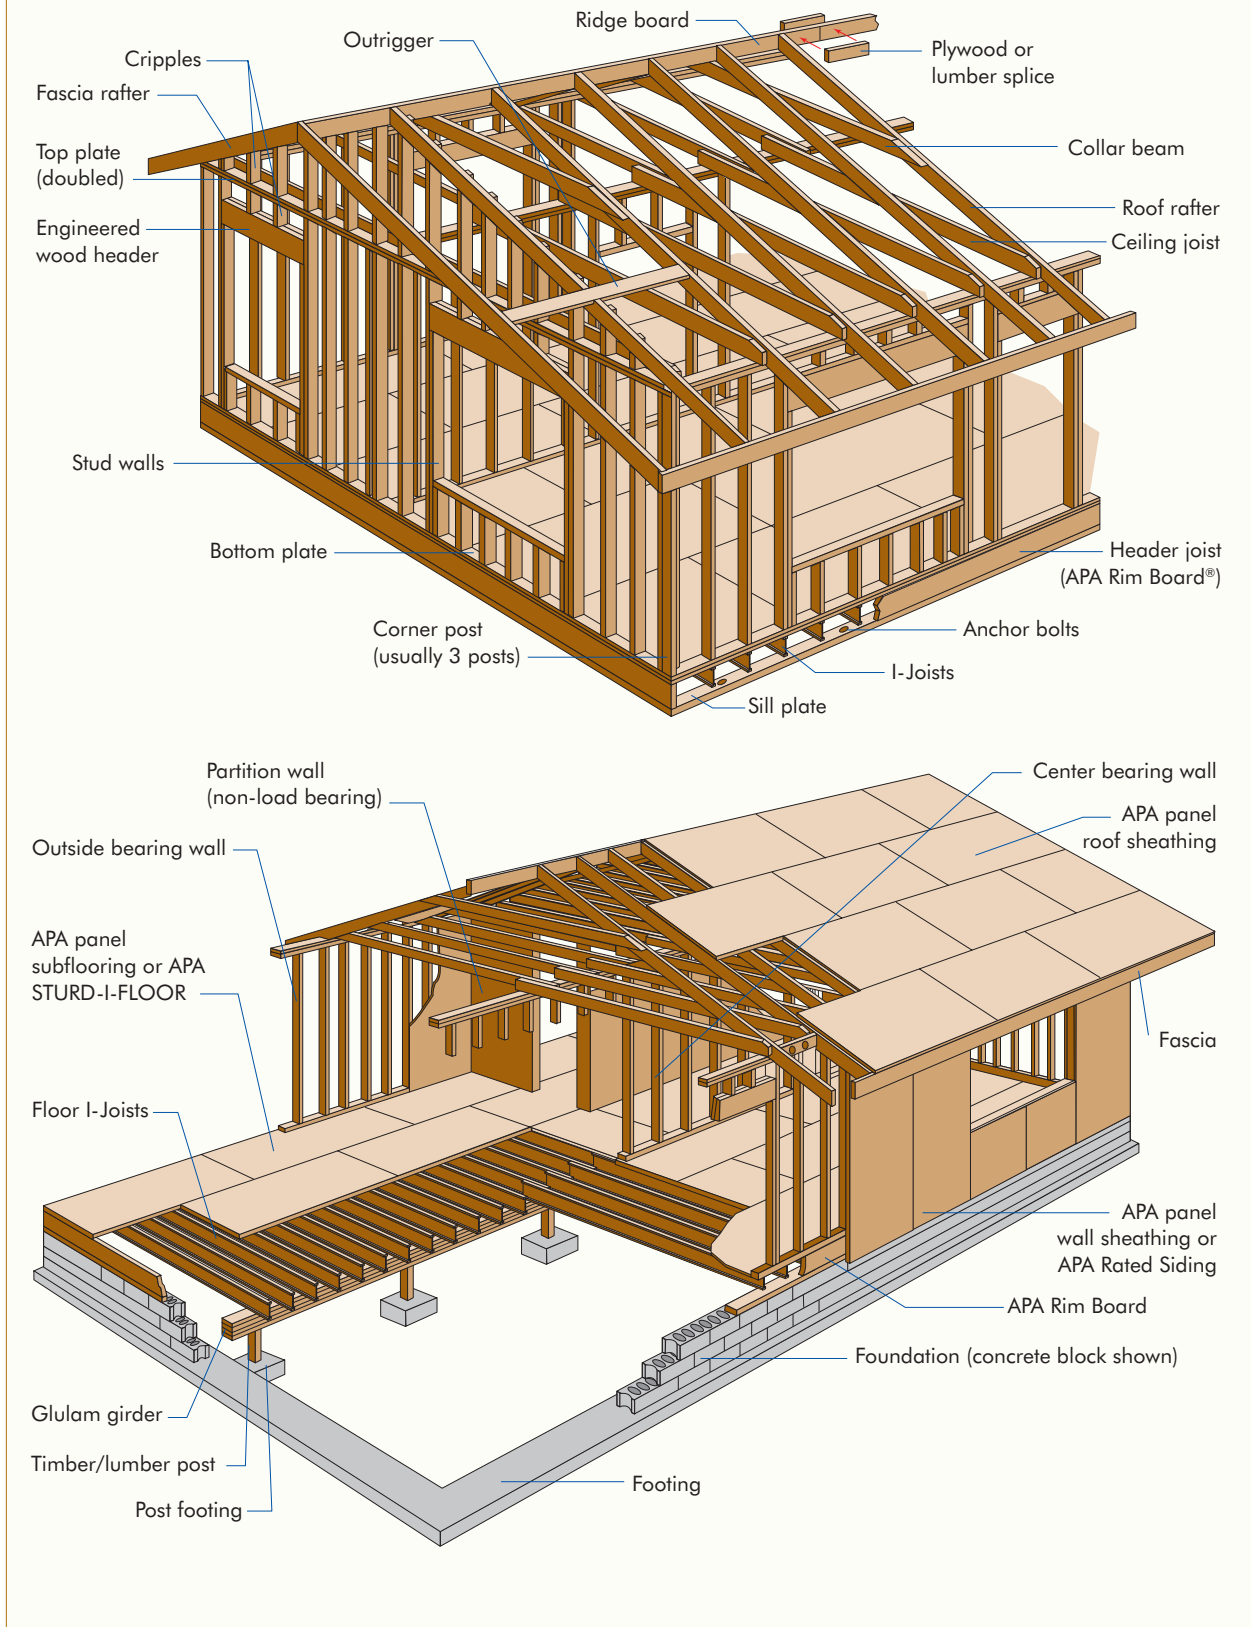 Ridge board
Outrigger
Cripples
Plywood or
lumber splice
Fascia rafter
Top plate
(doubled)
Collar beam
Roof rafter
Engineered
wood header
Ceiling joist
Stud walls
Bottom plate
Header joist
(APA Rim Board®)
Corner post
(usually 3 posts)
Anchor bolts
I-Joists
Sill plate
Partition wall
(non-load bearing)
Center bearing wall
APA panel
roof sheathing
Outside bearing wall
APA panel
subflooring or APA
STURD-I-FLOOR
Fascia
Floor I-Joists
APA panel
wall sheathing or
APA Rated Siding
APA Rim Board
Foundation (concrete block shown)
Glulam girder
Timber/lumber post
Footing
Post footing